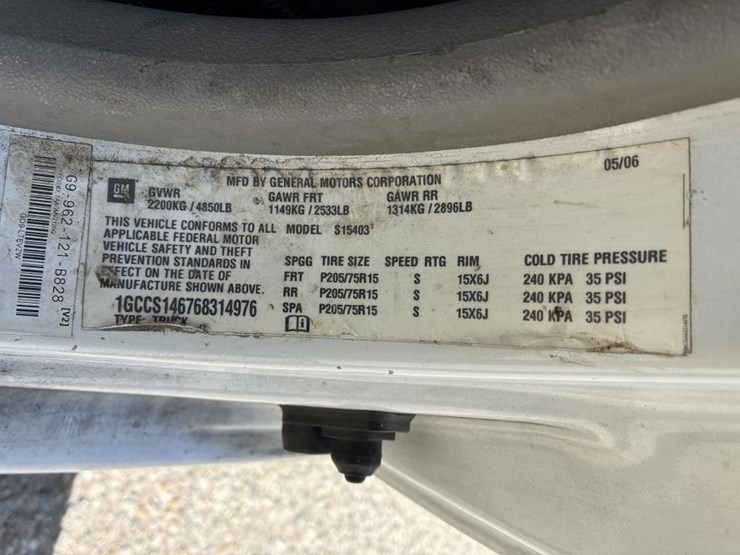 05/06
GM
MFD BY GENERAL MOTORS CORPORATION
GVWR GAWR FRT GAWR RR
2200KG / 4850LB 1149KG / 2533LB 1314KG / 2896LB
THIS VEHICLE CONFORMS TO ALL MODEL S15403
APPLICABLE FEDERAL MOTOR
VEHICLE SAFETY AND THEFT
PREVENTION STANDARDS IN
EFFECT ON THE DATE OF
MANUFACTURE SHOWN ABOVE.
1GCCS146768314976
TYPE: TRUCK
SPGG TIRE SIZE SPEED RTG RIM COLD TIRE PRESSURE
FRT P205/75R15 S 15X6J 240 KPA 35 PSI
RR P205/75R15 S 15X6J 240 KPA 35 PSI
SPA P205/75R15 S 15X6J 240 KPA 35 PSI
G9-962-121-B828 [V2]